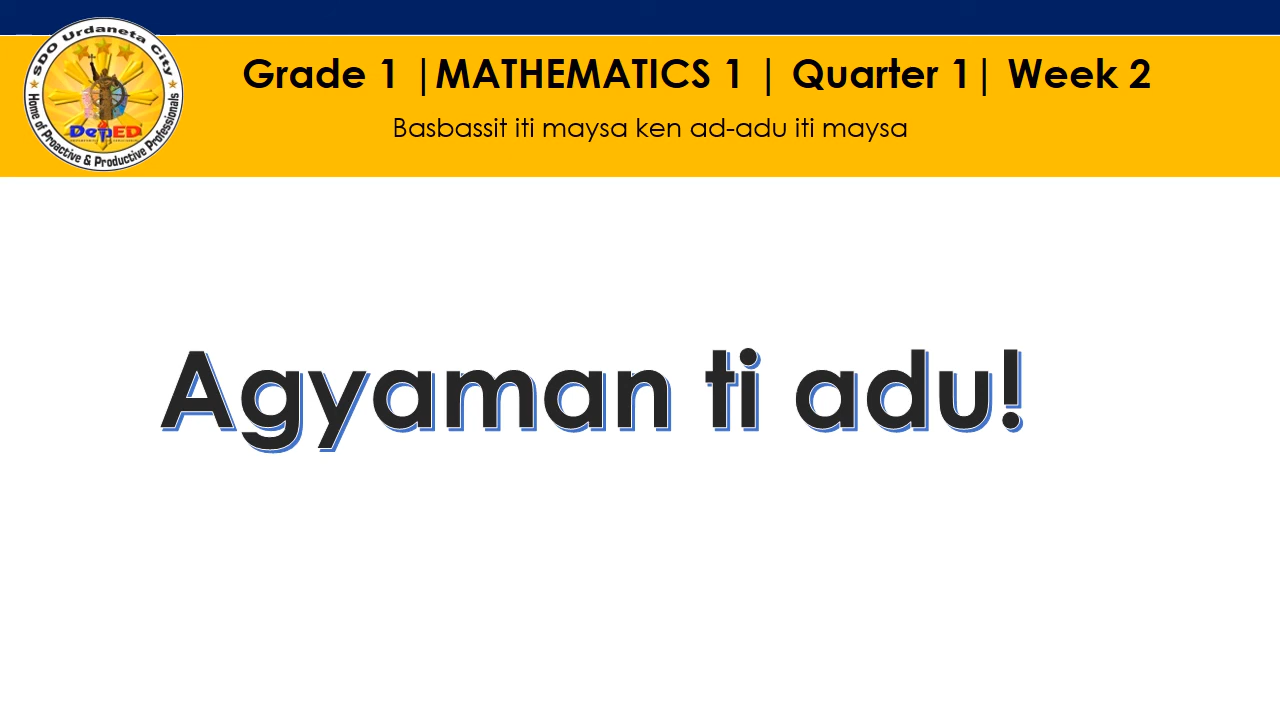 SDO Urdaneta City
DepED
Home of Proactive & Productive Professionals
Grade 1 |MATHEMATICS 1 | Quarter 1| Week 2
Basbassit iti maysa ken ad-adu iti maysa
Agyaman ti adu!